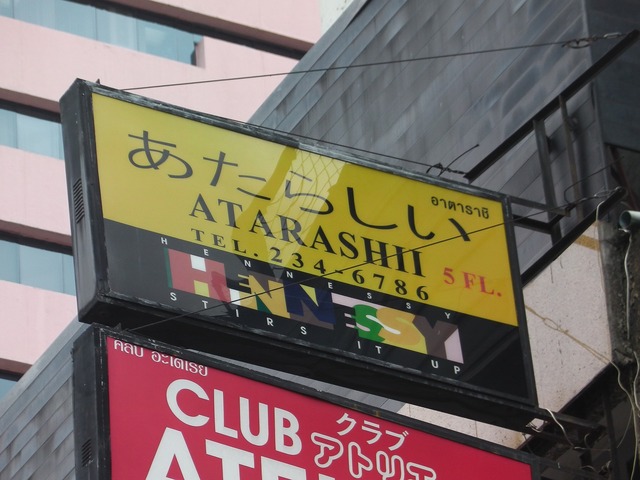 あたらしい
อาตาราชิ
ATARASHII
TEL. 234-6786
5 FL.
HENNESSY
HENNESSY
STIRS IT UP
คลับ อะเตเรีย
CLUB
クラブ
アトリエ